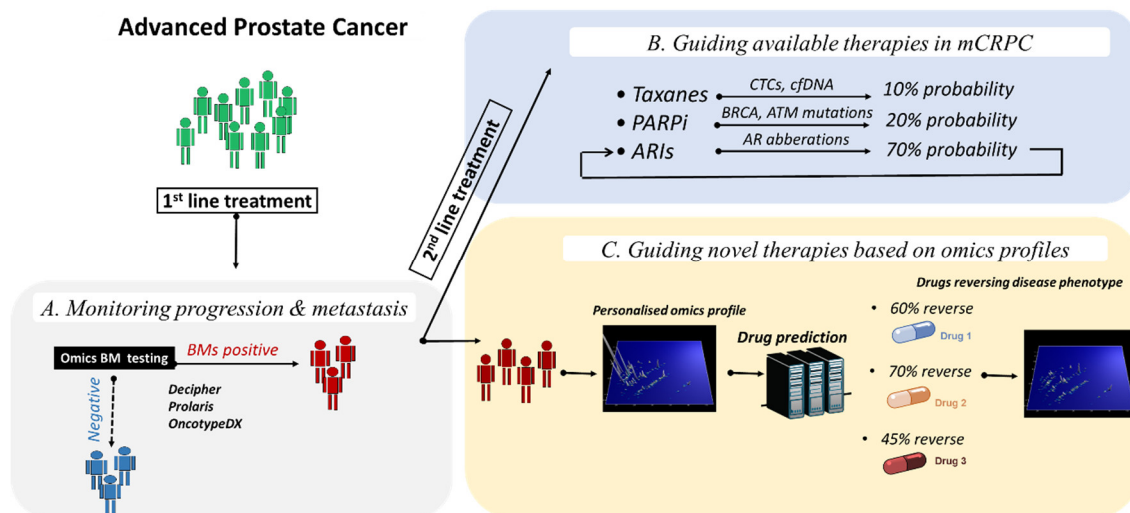 Advanced Prostate Cancer
1st line treatment
A. Monitoring progression & metastasis
Omics BM testing
BMs positive
Decipher
Prolaris
OncotypeDX
Negative
2nd line treatment
B. Guiding available therapies in mCRPC
• Taxanes CTCs, cfDNA 10% probability
• PARPi BRCA, ATM mutations 20% probability
• ARIs AR abberations 70% probability
C. Guiding novel therapies based on omics profiles
Personalised omics profile
Drug prediction
Drugs reversing disease phenotype
• 60% reverse
Drug 1
• 70% reverse
Drug 2
• 45% reverse
Drug 3